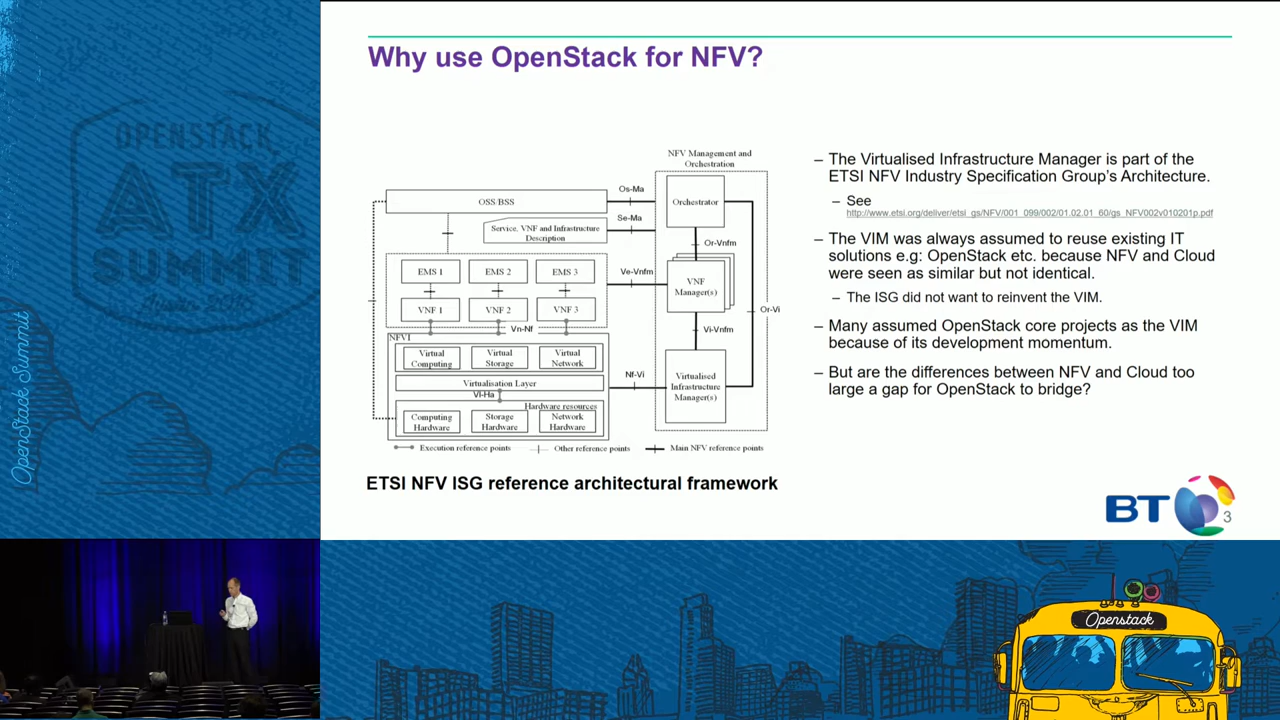 Why use OpenStack for NFV?
NFV Management and
Orchestration
OSS/BSS
Os-Ma
Orchestrator
Se-Ma
Service, VNF and Infrastructure
Description
Or-Vnfm
EMS 1
EMS 2
EMS 3
Ve-Vnfm
VNF
Manager(s)
VNF 1
VNF 2
VNF 3
Or-Vi
Vn-Nf
Vi-Vnfm
NFVI
Virtual
Computing
Virtual
Storage
Virtual
Network
Nf-Vi
Virtualisation Layer
Virtualised
Infrastructure
Manager(s)
Vl-Ha
Hardware resources
Computing
Hardware
Storage
Hardware
Network
Hardware
Execution reference points
Other reference points
Main NFV reference points
ETSI NFV ISG reference architectural framework
– The Virtualised Infrastructure Manager is part of the
ETSI NFV Industry Specification Group's Architecture.
– See
http://www.etsi.org/deliver/etsi_gs/NFV/001_099/002/01.02.01_60/gs_NFV002v010201p.pdf
– The VIM was always assumed to reuse existing IT
solutions e.g: OpenStack etc. because NFV and Cloud
were seen as similar but not identical.
– The ISG did not want to reinvent the VIM.
– Many assumed OpenStack core projects as the VIM
because of its development momentum.
– But are the differences between NFV and Cloud too
large a gap for OpenStack to bridge?
BT
3
OPENSTACK
ATX
SUMMIT
OpenStack Summit
Openstack